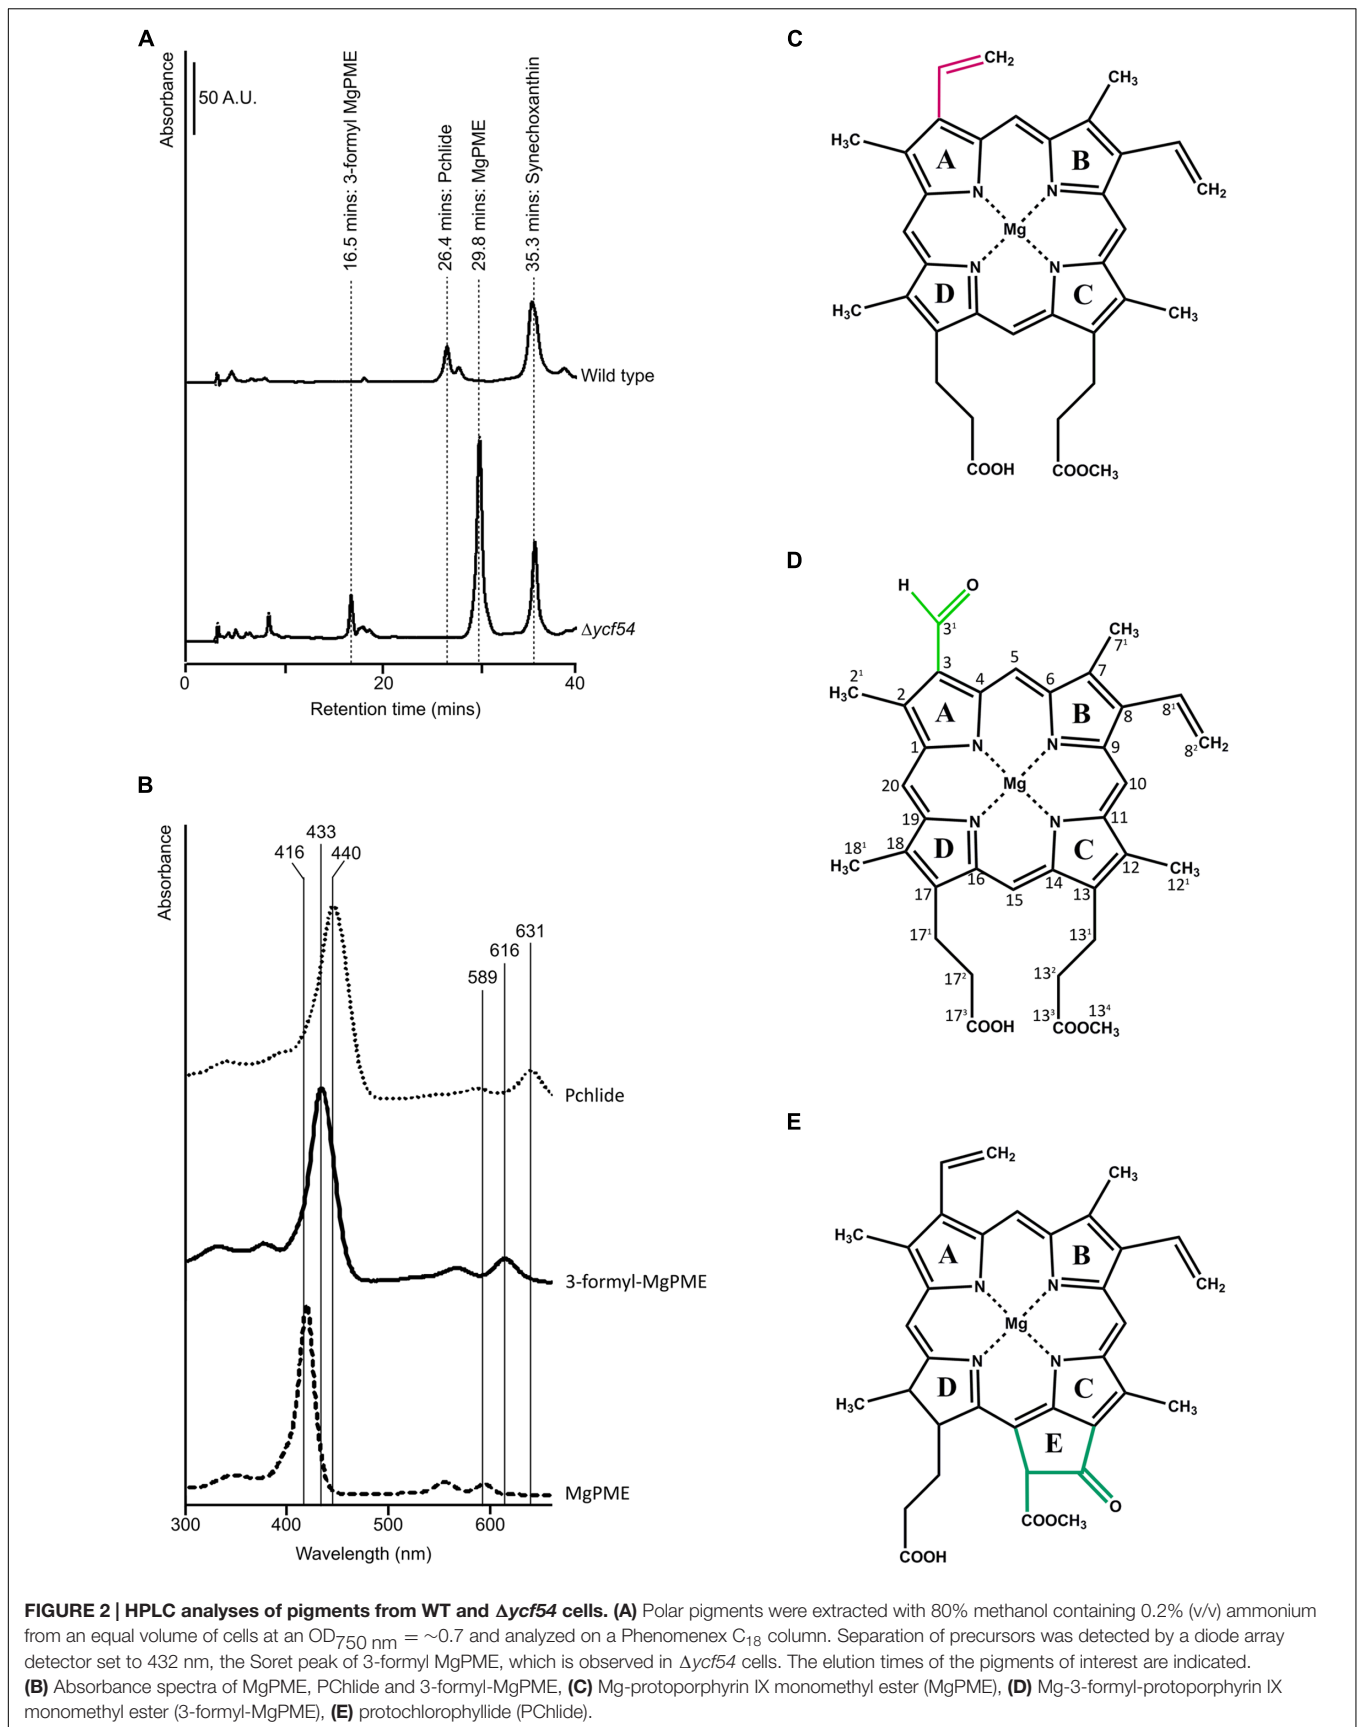 A
Absorbance
50 A.U.
16.5 mins: 3-formyl MgPME
26.4 mins: Pchlide
29.8 mins: MgPME
35.3 mins: Synechoxanthin
Wild type
Δycf54
0 20 40
Retention time (mins)
B
Absorbance
416 433 440
589 616 631
Pchlide
3-formyl-MgPME
MgPME
300 400 500 600
Wavelength (nm)
C
CH₂
CH₃
H₃C
A
B
CH₂
N N
Mg
N N
D
C
H₃C
CH₃
COOH
COOCH₃
D
H O
3¹
CH₃
7¹
2¹
H₃C
2 3 4 5 6 7 8
A
B
8¹
8²
CH₂
1
N N
9
Mg
20
10
19
N N
11
18
D
C
12
18¹
H₃C
CH₃
12¹
17 16 15 14 13
17¹
13¹
17²
13²
17³
COOH
13³
COOCH₃
13⁴
E
CH₂
CH₃
H₃C
A
B
CH₂
N N
Mg
N N
D
C
H₃C
CH₃
E
O
COOCH₃
COOH
FIGURE 2 | HPLC analyses of pigments from WT and Δycf54 cells. (A) Polar pigments were extracted with 80% methanol containing 0.2% (v/v) ammonium
from an equal volume of cells at an OD750 nm = ~0.7 and analyzed on a Phenomenex C₁₈ column. Separation of precursors was detected by a diode array
detector set to 432 nm, the Soret peak of 3-formyl MgPME, which is observed in Δycf54 cells. The elution times of the pigments of interest are indicated.
(B) Absorbance spectra of MgPME, PChlide and 3-formyl-MgPME, (C) Mg-protoporphyrin IX monomethyl ester (MgPME), (D) Mg-3-formyl-protoporphyrin IX
monomethyl ester (3-formyl-MgPME), (E) protochlorophyllide (PChlide).